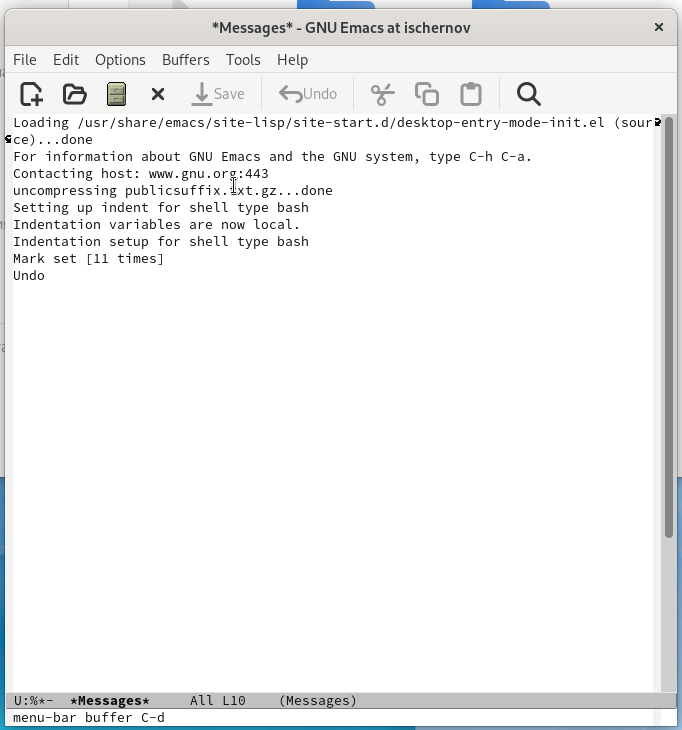 *Messages* - GNU Emacs at ischernov
File Edit Options Buffers Tools Help
Save Undo
Loading /usr/share/emacs/site-lisp/site-start.d/desktop-entry-mode-init.el (sour
ce)...done
For information about GNU Emacs and the GNU system, type C-h C-a.
Contacting host: www.gnu.org:443
uncompressing publicsuffix.txt.gz...done
Setting up indent for shell type bash
Indentation variables are now local.
Indentation setup for shell type bash
Mark set [11 times]
Undo
U:%*- *Messages* All L10 (Messages)
menu-bar buffer C-d